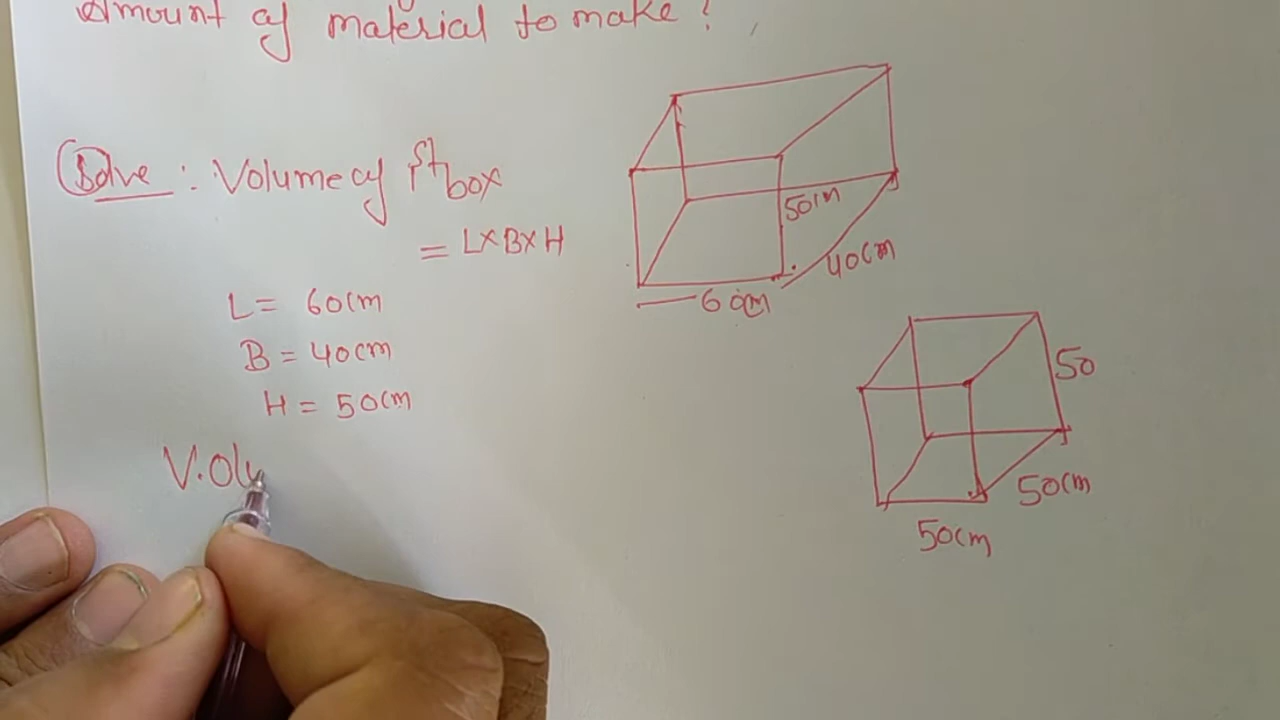 Amount of material to make?
Solve : Volume of 1st box
= L×B×H
L = 60cm
B = 40cm
H = 50cm
V.Olu
50cm
40cm
60cm
50
50cm
50cm